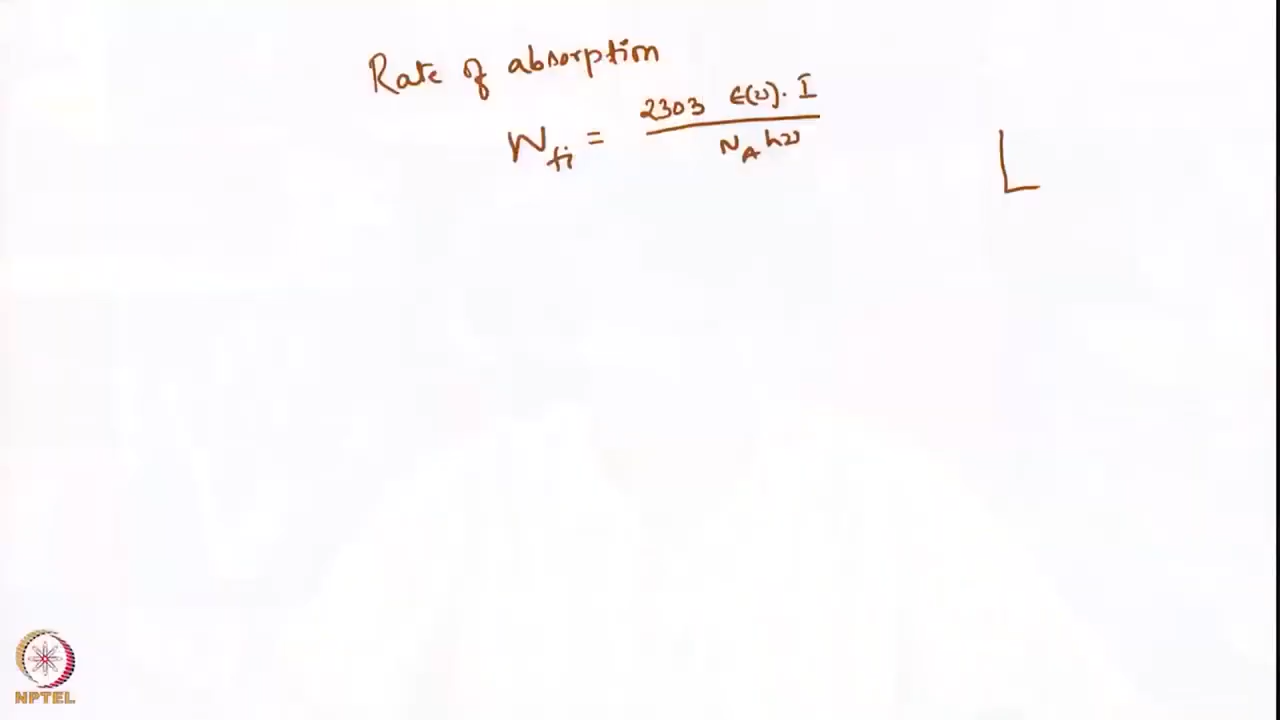 Rate of absorption
W_fi = 2303 ϵ(ν). I / N_A hν
NPTEL